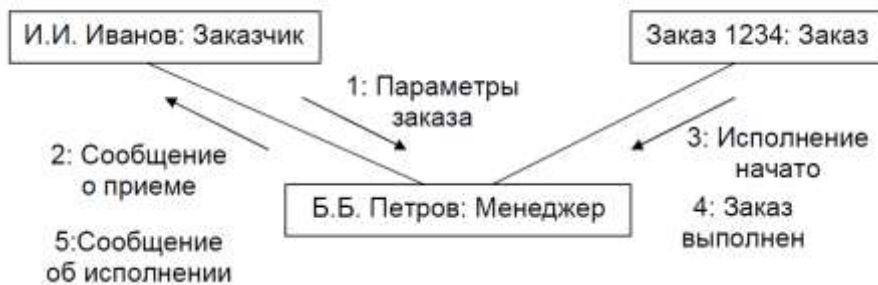 И.И. Иванов: Заказчик
Заказ 1234: Заказ
1: Параметры
заказа
2: Сообщение
о приеме
3: Исполнение
начато
Б.Б. Петров: Менеджер
4: Заказ
выполнен
5:Сообщение
об исполнении